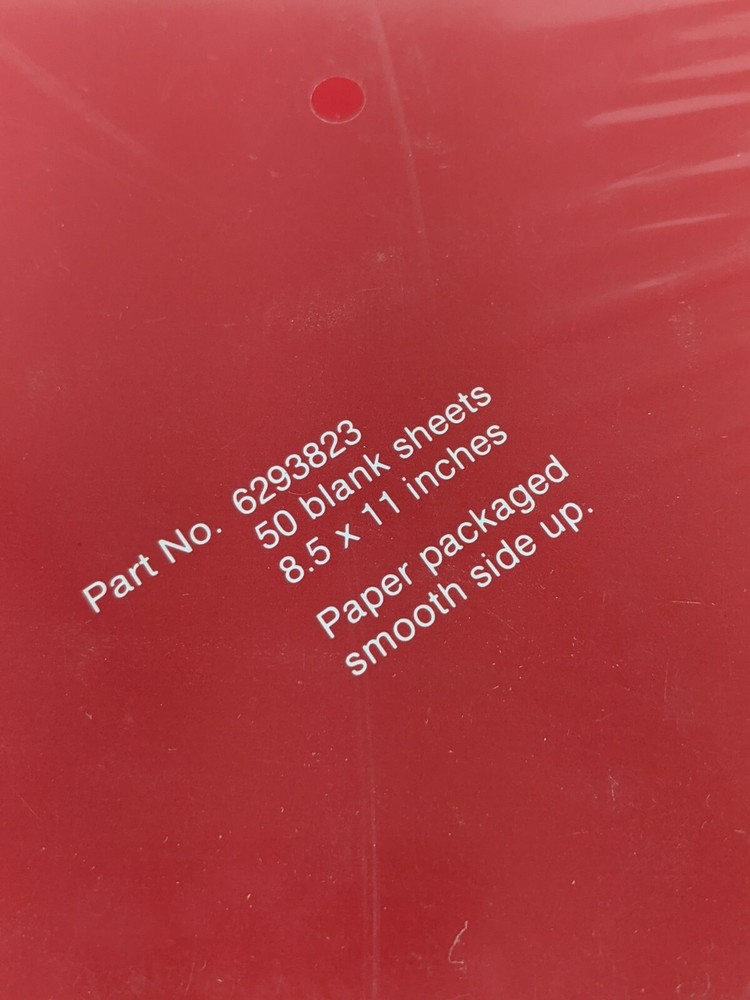 Part No. 6293823
50 blank sheets
8.5 x 11 inches
Paper packaged
smooth side up.